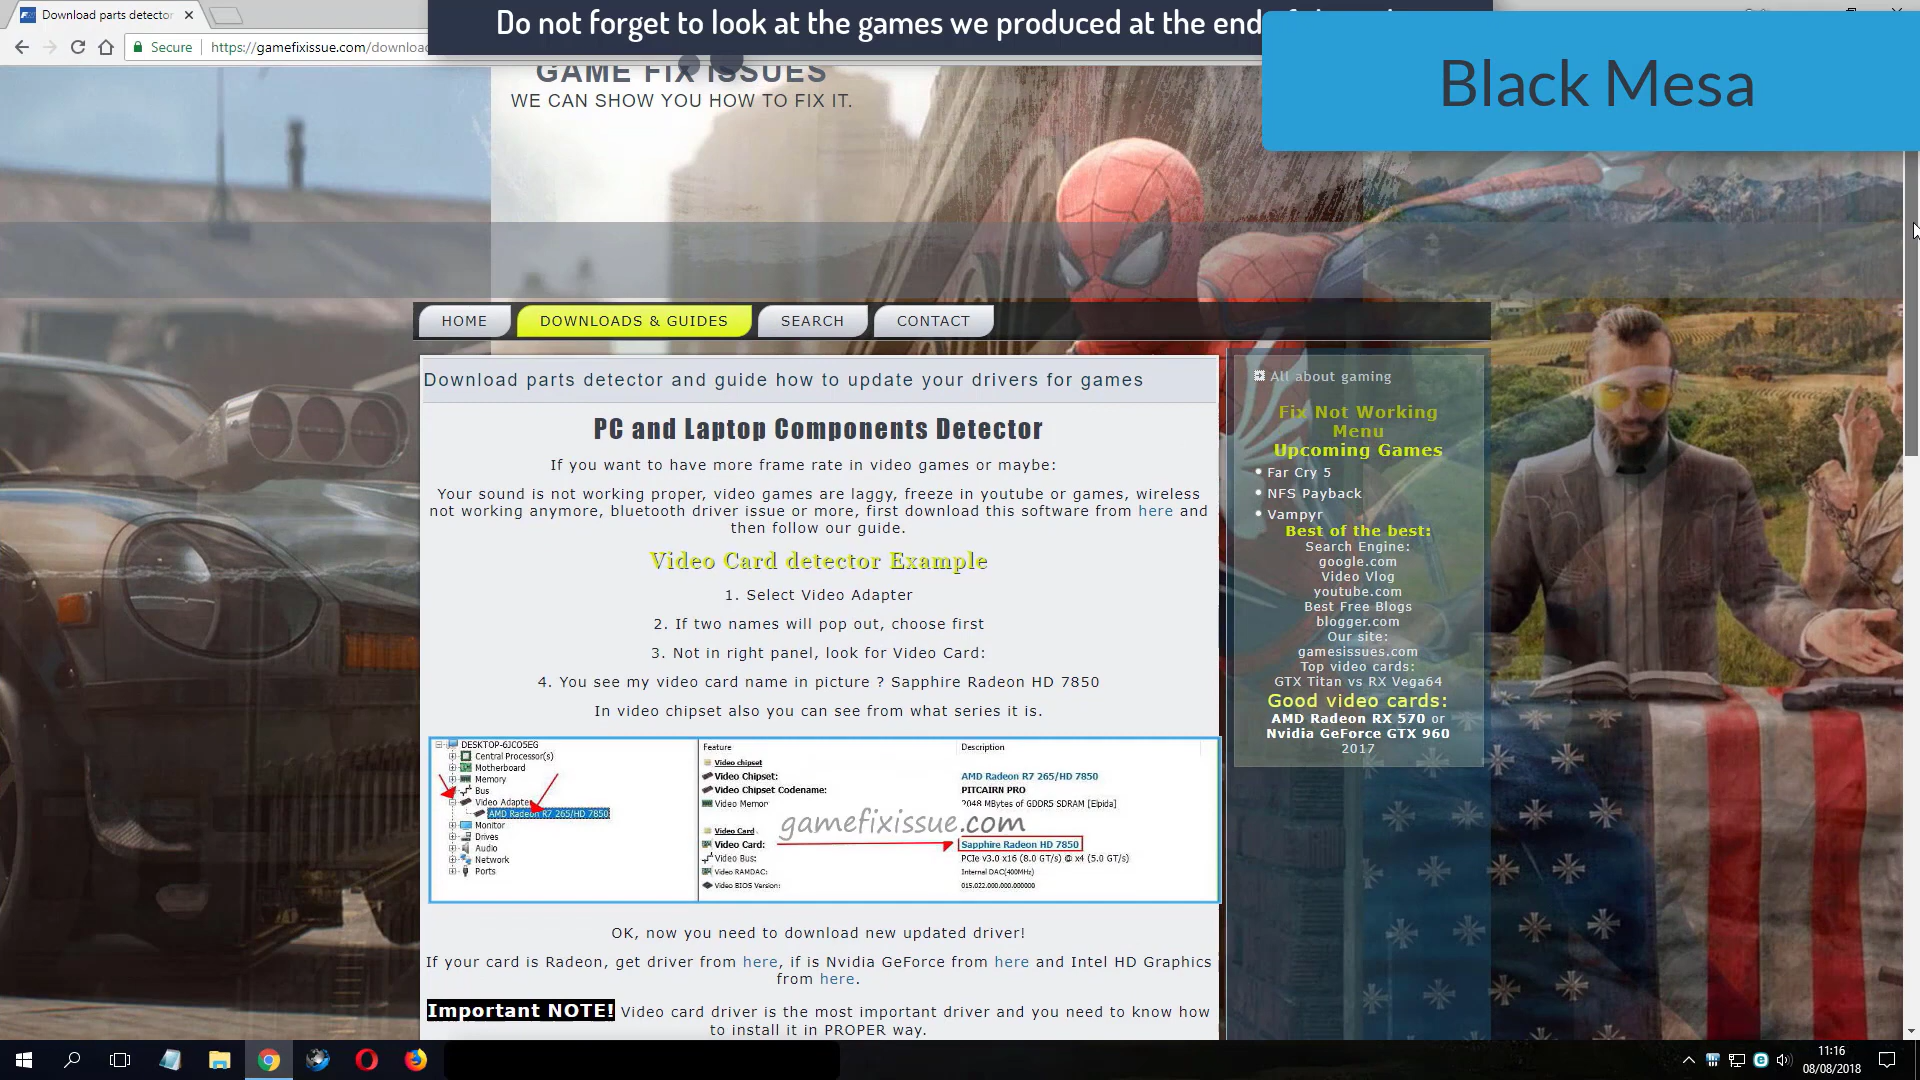 Download parts detector
Do not forget to look at the games we produced at the end
Black Mesa
Secure
https://gamefixissue.com/download
GAME FIX ISSUES
WE CAN SHOW YOU HOW TO FIX IT.
HOME
DOWNLOADS & GUIDES
SEARCH
CONTACT
Download parts detector and guide how to update your drivers for games
PC and Laptop Components Detector
If you want to have more frame rate in video games or maybe:
Your sound is not working proper, video games are laggy, freeze in youtube or games, wireless
not working anymore, bluetooth driver issue or more, first download this software from here and
then follow our guide.
Video Card detector Example
1. Select Video Adapter
2. If two names will pop out, choose first
3. Not in right panel, look for Video Card:
4. You see my video card name in picture ? Sapphire Radeon HD 7850
In video chipset also you can see from what series it is.
DESKTOP-6JCO5EG
Central Processor(s)
Motherboard
Memory
Bus
Video Adapte
AMD Radeon R7 265/HD 7850
Monitor
Drives
Audio
Network
Ports
Feature
Description
Video chipset
Video Chipset:
AMD Radeon R7 265/HD 7850
Video Chipset Codename:
PITCAIRN PRO
Video Memor
2048 MBytes of GDDR5 SDRAM [Elpida]
gamefixissue.com
Video Card
Video Card:
Sapphire Radeon HD 7850
Video Bus:
PCIe v3.0 x16 (8.0 GT/s) @ x4 (5.0 GT/s)
Video RAMDAC:
Internal DAC(400MHz)
Video BIOS Version:
015.022.000.000.000000
OK, now you need to download new updated driver!
If your card is Radeon, get driver from here, if is Nvidia GeForce from here and Intel HD Graphics
from here.
Important NOTE! Video card driver is the most important driver and you need to know how
to install it in PROPER way.
All about gaming
Fix Not Working
Menu
Upcoming Games
Far Cry 5
NFS Payback
Vampyr
Best of the best:
Search Engine:
google.com
Video Vlog
youtube.com
Best Free Blogs
blogger.com
Our site:
gamesissues.com
Top video cards:
GTX Titan vs RX Vega64
Good video cards:
AMD Radeon RX 570 or
Nvidia GeForce GTX 960
2017
11:16
08/08/2018